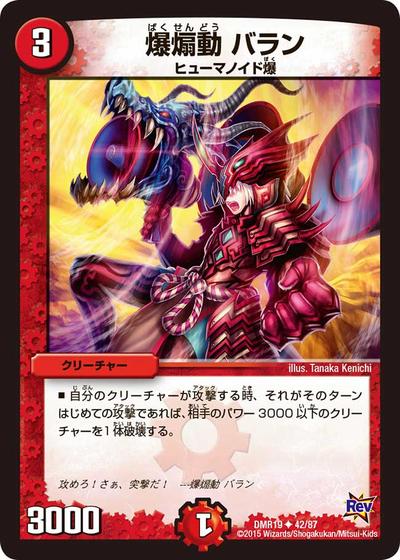 3
ばくせんどう
爆煽動 バラン
ヒューマノイド爆
ばく
クリーチャー
illus. Tanaka Kenichi
■ 自分のクリーチャーが攻撃する時、それがそのターン
はじめての攻撃であれば、相手のパワー3000以下のクリー
チャーを1体破壊する。
攻めろ！さぁ、突撃だ！ ---爆煽動 バラン
Rev
3000
1
DMR19 ♦ 42/87
©2015 Wizards/Shogakukan/Mitsui-Kids